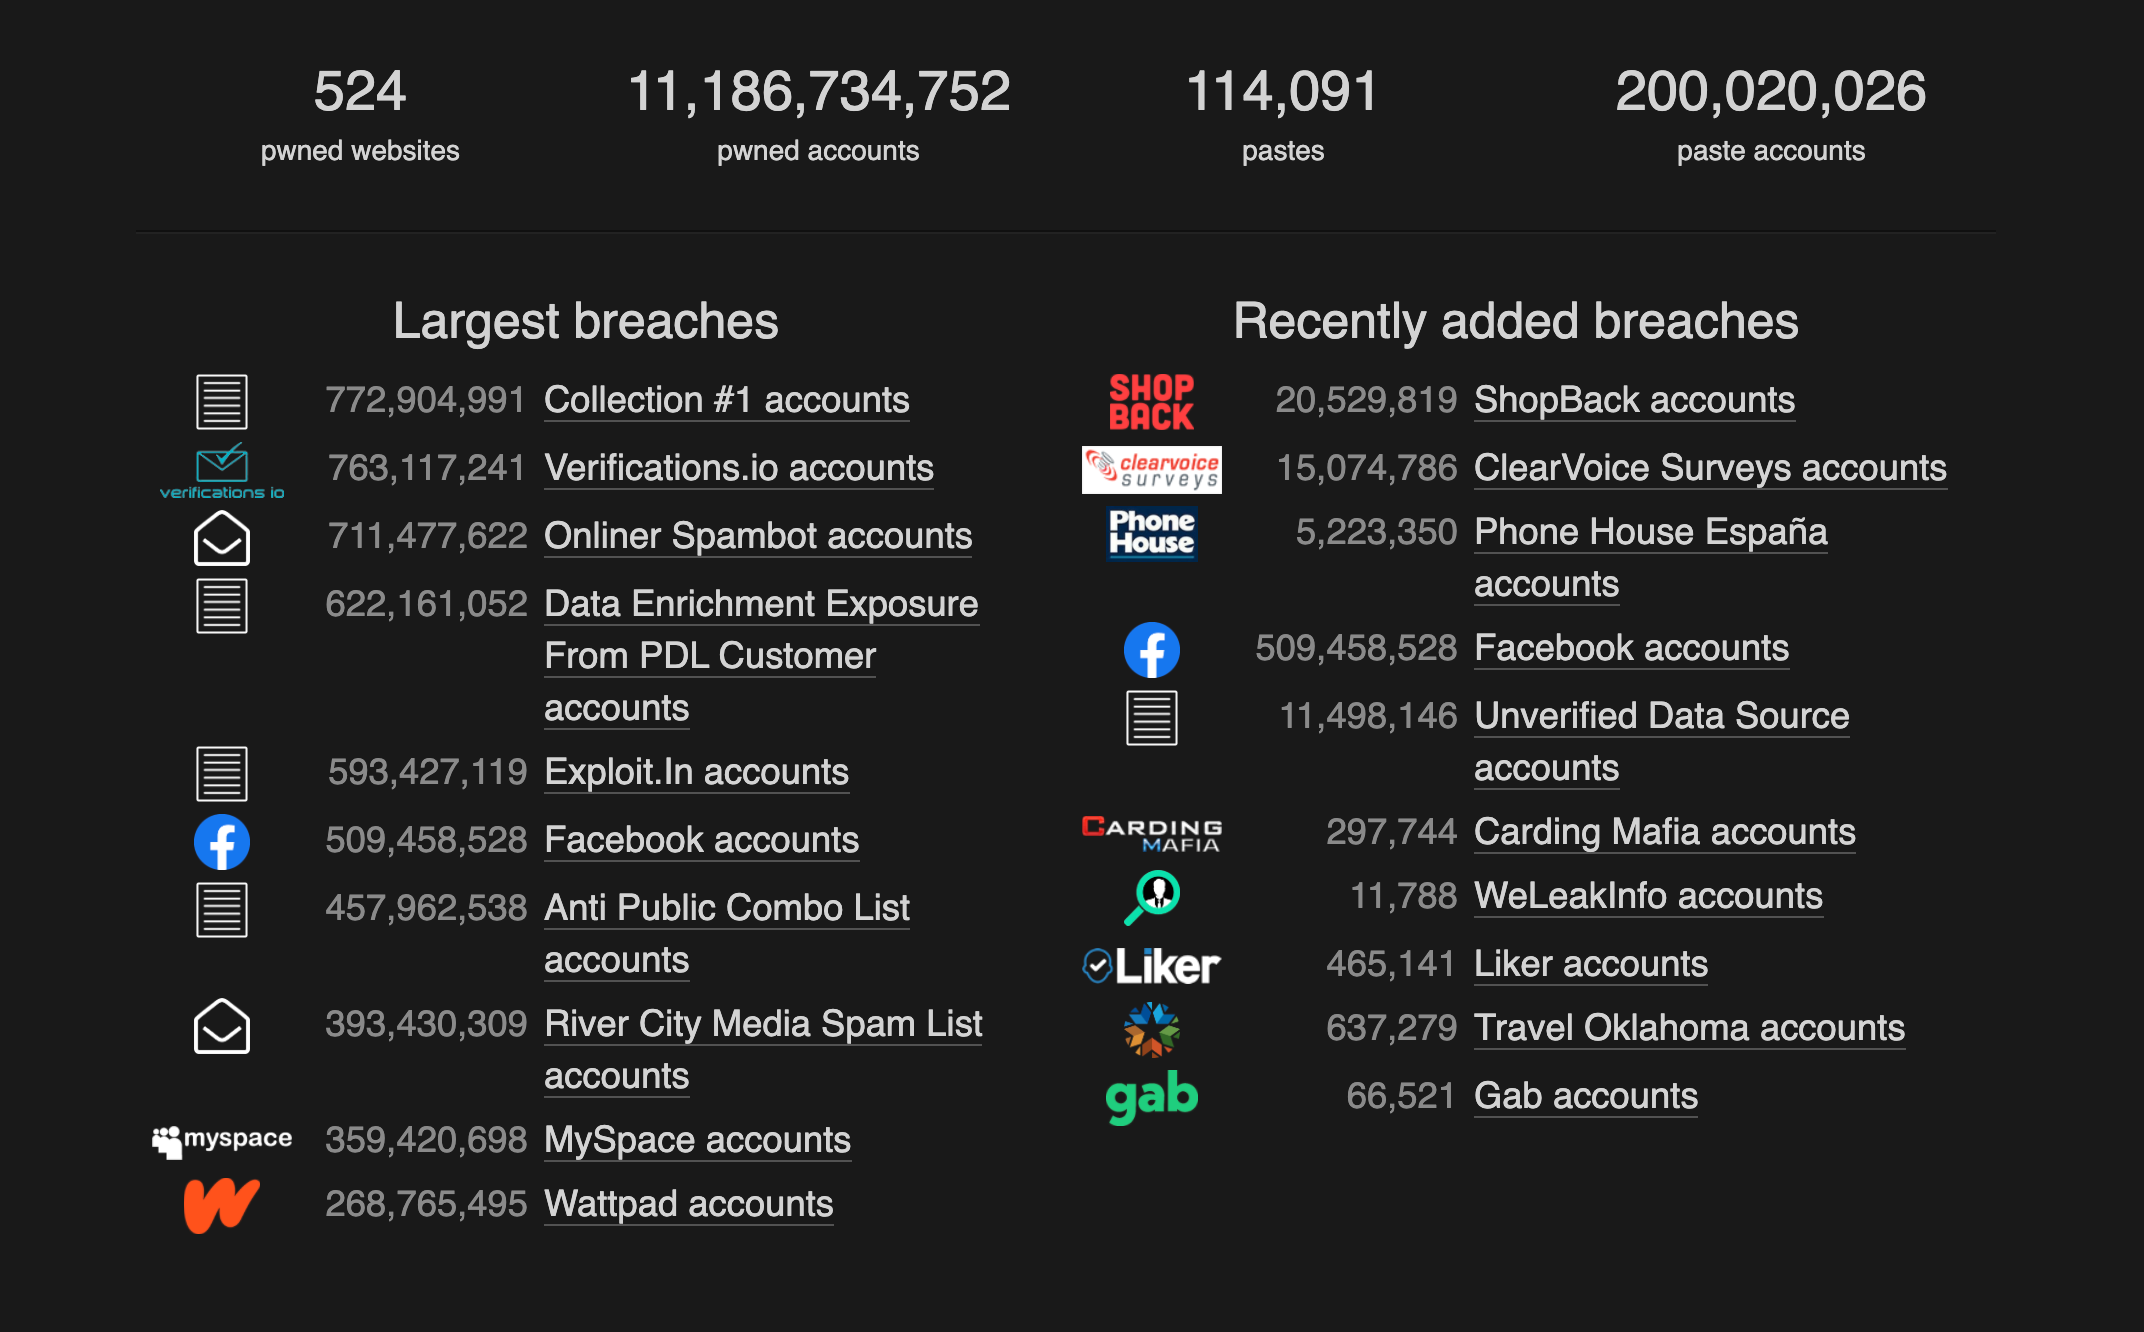 524
pwned websites
11,186,734,752
pwned accounts
114,091
pastes
200,020,026
paste accounts
Largest breaches
772,904,991 Collection #1 accounts
verifications io
763,117,241 Verifications.io accounts
711,477,622 Onliner Spambot accounts
622,161,052 Data Enrichment Exposure
From PDL Customer
accounts
593,427,119 Exploit.In accounts
509,458,528 Facebook accounts
457,962,538 Anti Public Combo List
accounts
393,430,309 River City Media Spam List
accounts
myspace 359,420,698 MySpace accounts
268,765,495 Wattpad accounts
Recently added breaches
SHOP
BACK
20,529,819 ShopBack accounts
clearvoice
surveys
15,074,786 ClearVoice Surveys accounts
Phone
House
5,223,350 Phone House España
accounts
509,458,528 Facebook accounts
11,498,146 Unverified Data Source
accounts
CARDING
MAFIA
297,744 Carding Mafia accounts
11,788 WeLeakInfo accounts
Liker 465,141 Liker accounts
637,279 Travel Oklahoma accounts
gab 66,521 Gab accounts